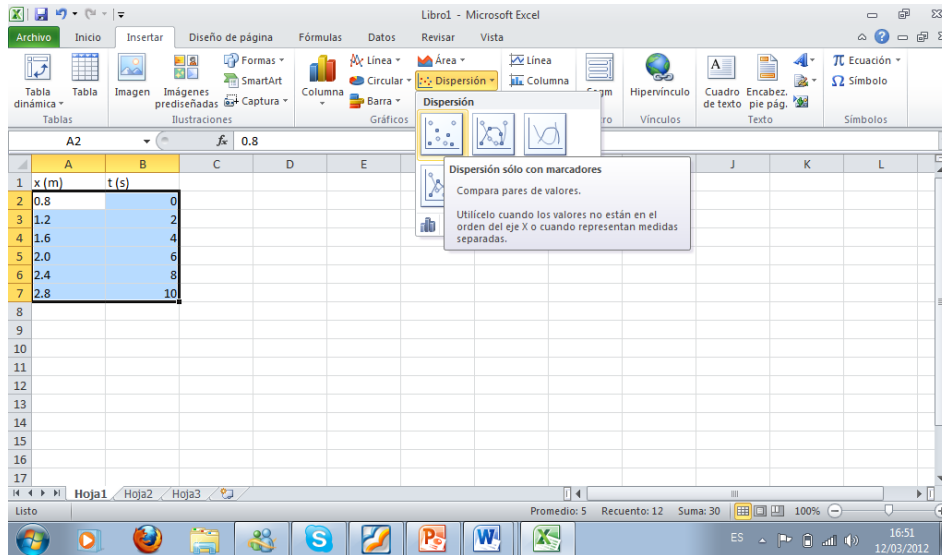 Libro1 - Microsoft Excel
Archivo Inicio Insertar Diseño de página Fórmulas Datos Revisar Vista
Tabla dinámica
Tabla
Imagen
Imágenes prediseñadas
Formas
SmartArt
Captura
Columna
Línea
Circular
Barra
Área
Dispersión
Línea
Columna
Hipervínculo
Cuadro de texto
Encabez. pie pág.
Ecuación
Símbolo
Tablas Ilustraciones Gráficos Vínculos Texto Símbolos
Dispersión
Dispersión sólo con marcadores
Compara pares de valores.
Utilícelo cuando los valores no están en el
orden del eje X o cuando representan medidas
separadas.
A2 fx 0.8
A B C D E J K L
1 x (m) t (s)
2 0.8 0
3 1.2 2
4 1.6 4
5 2.0 6
6 2.4 8
7 2.8 10
8
9
10
11
12
13
14
15
16
17
Hoja1 Hoja2 Hoja3
Listo Promedio: 5 Recuento: 12 Suma: 30 100%
ES 16:51
12/03/2012